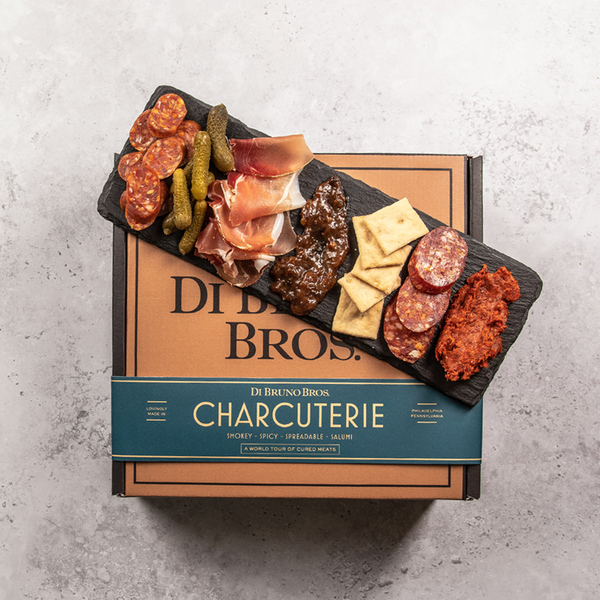 DI B
BROS.
DI BRUNO BROS.
LOVINGLY
MADE IN
CHARCUTERIE
PHILADELPHIA
PENNSYLVANIA
SMOKEY - SPICY - SPREADABLE - SALUMI
A WORLD TOUR OF CURED MEATS